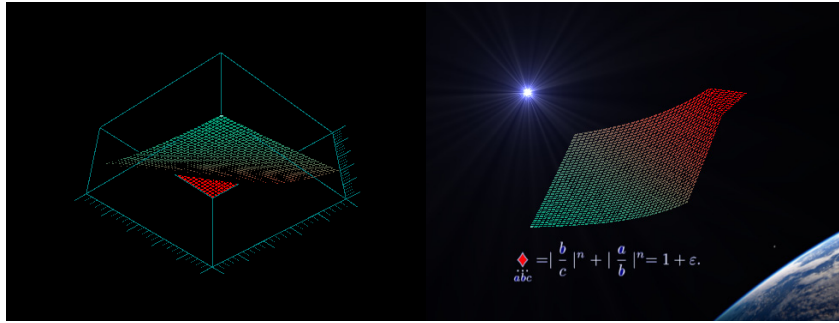 ♦ =| b/c |ⁿ + | a/b |ⁿ= 1 + ε.
abc